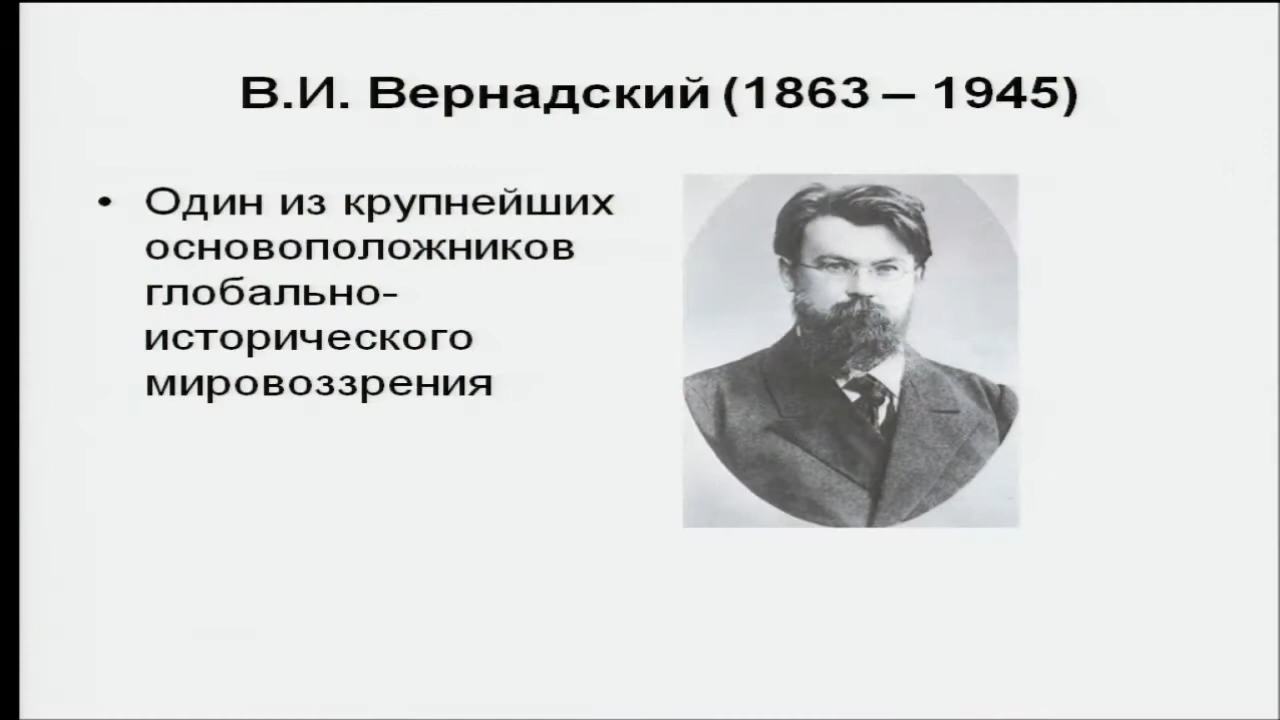 В.И. Вернадский (1863 – 1945)
• Один из крупнейших
основоположников
глобально-
исторического
мировоззрения